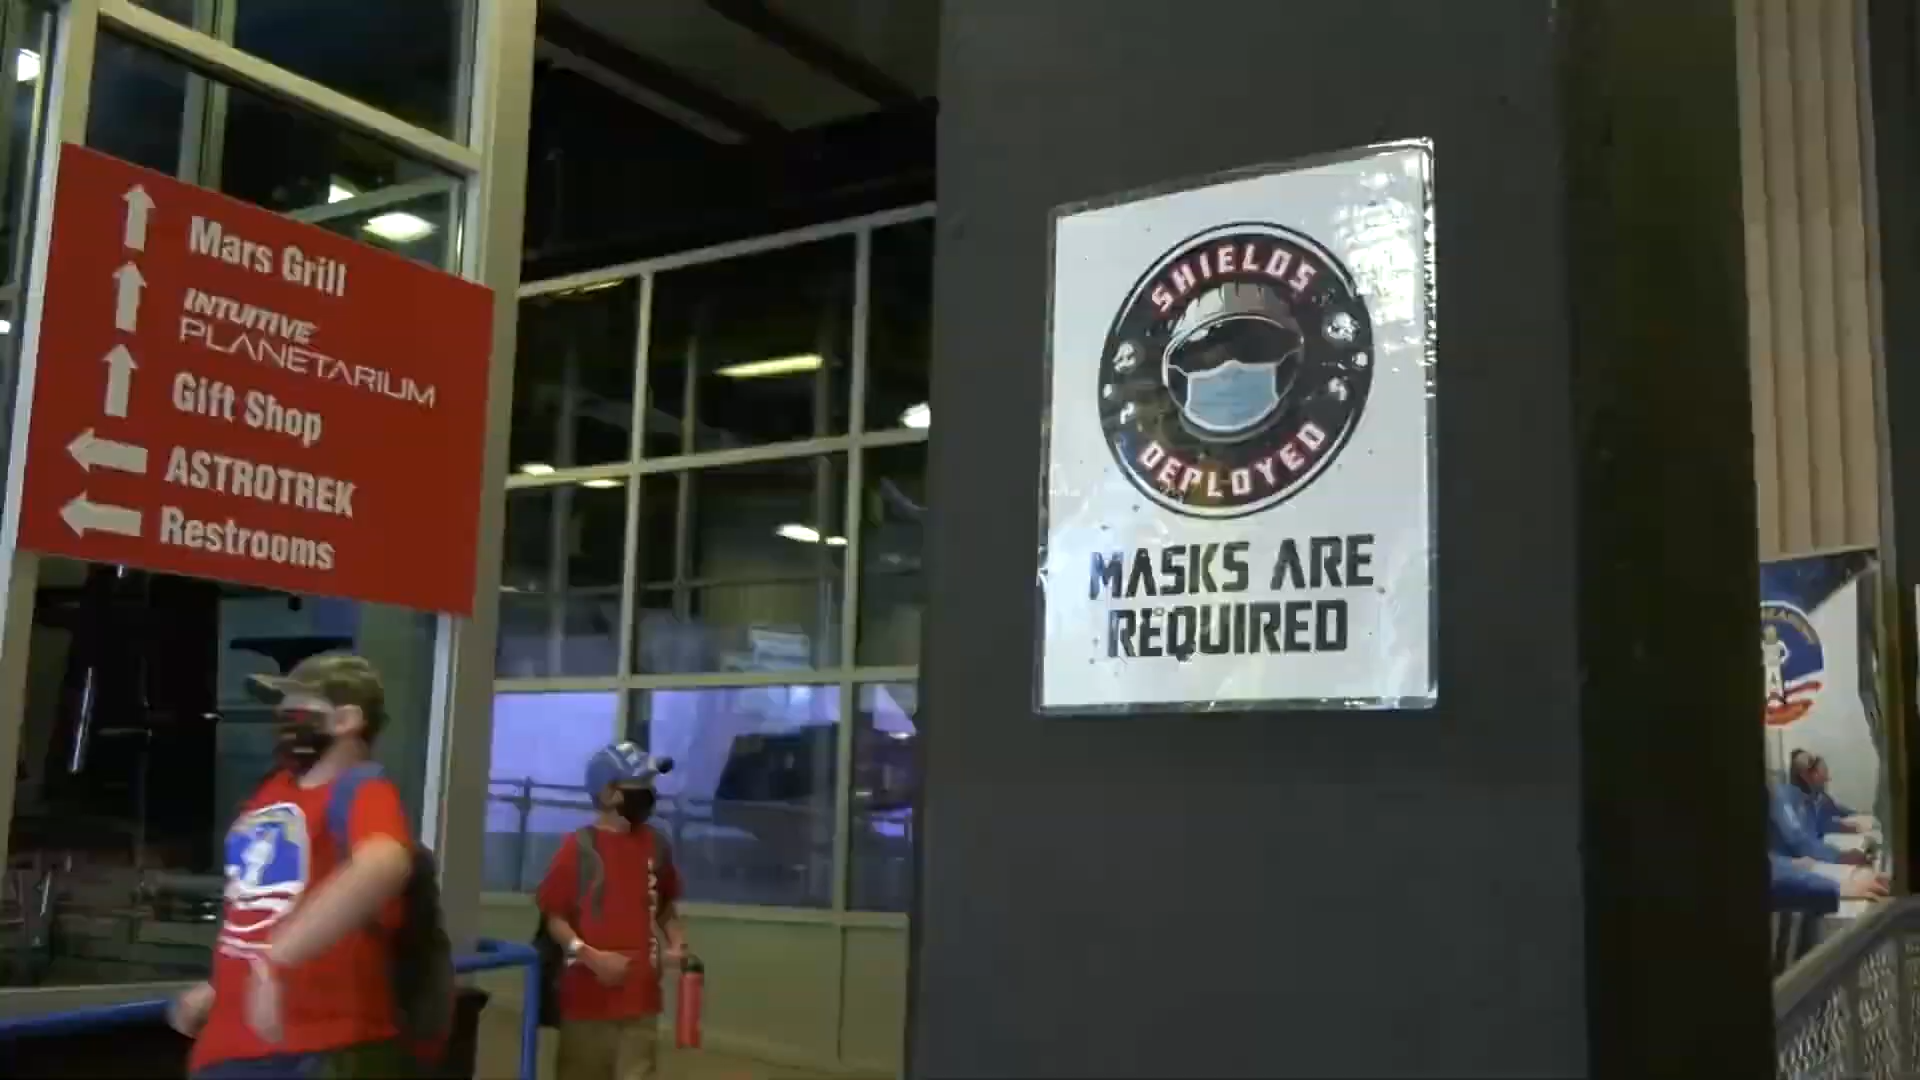 Mars Grill
INTUITIVE
PLANETARIUM
Gift Shop
ASTROTREK
Restrooms
SHIELDS
DEPLOYED
MASKS ARE
REQUIRED